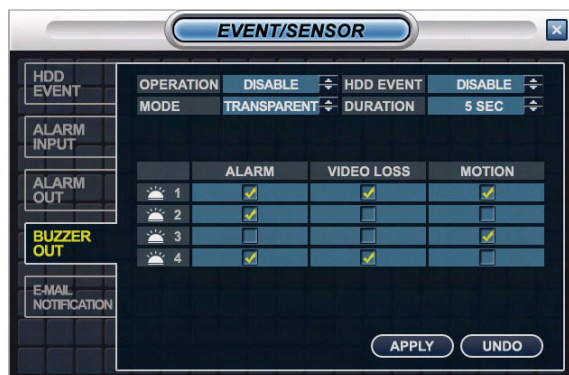 EVENT/SENSOR
HDD
EVENT
ALARM
INPUT
ALARM
OUT
BUZZER
OUT
E-MAIL
NOTIFICATION
OPERATION DISABLE HDD EVENT DISABLE
MODE TRANSPARENT DURATION 5 SEC
ALARM VIDEO LOSS MOTION
1
2
3
4
APPLY UNDO